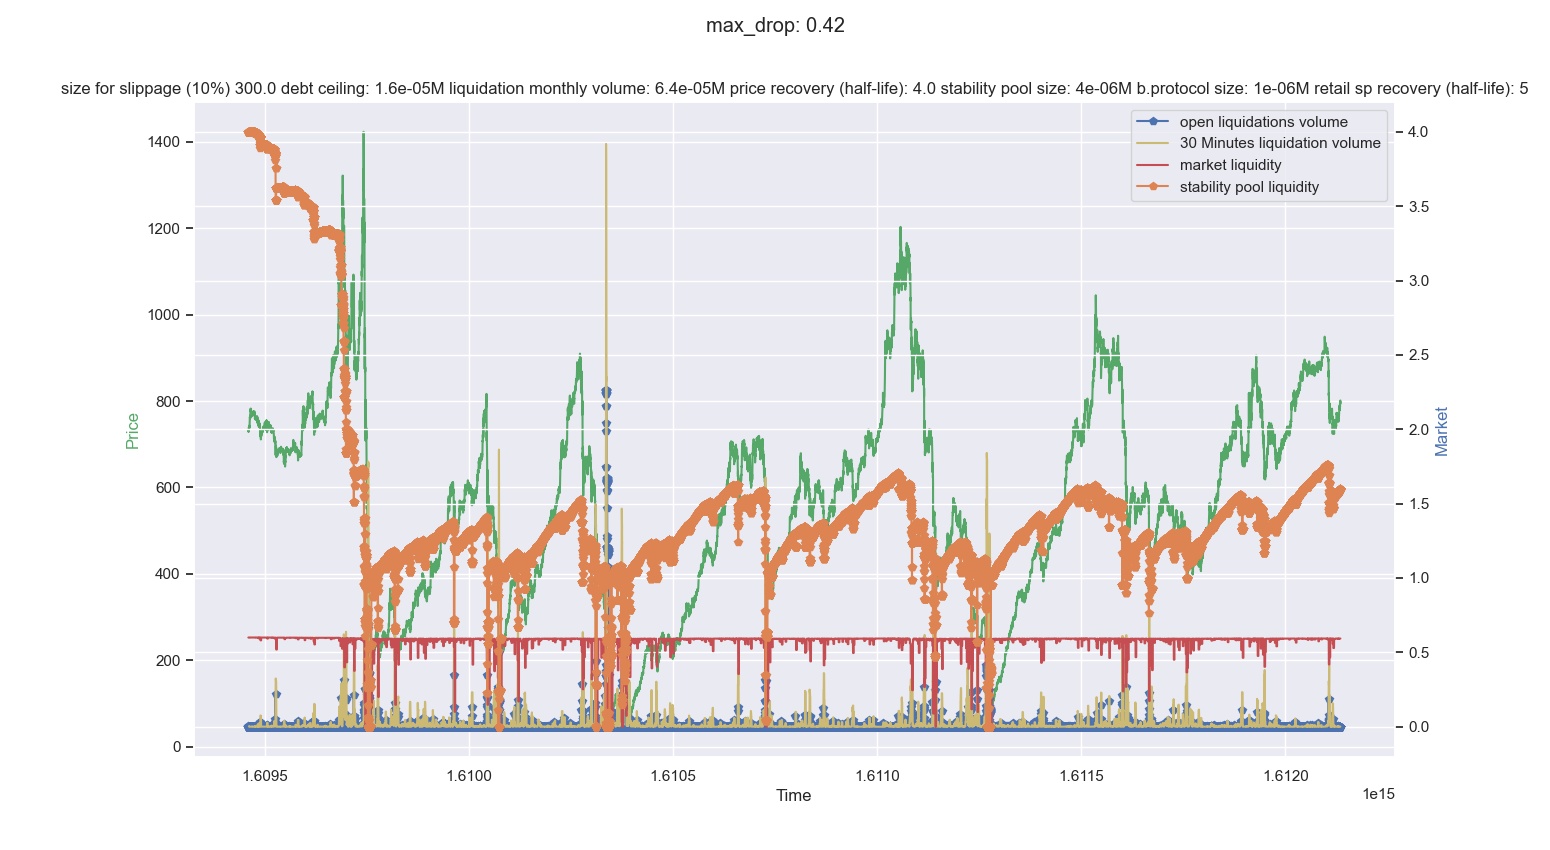 max_drop: 0.42
size for slippage (10%) 300.0 debt ceiling: 1.6e-05M liquidation monthly volume: 6.4e-05M price recovery (half-life): 4.0 stability pool size: 4e-06M b.protocol size: 1e-06M retail sp recovery (half-life): 5
open liquidations volume
30 Minutes liquidation volume
market liquidity
stability pool liquidity
1400
1200
1000
800
600
400
200
0
Price
4.0
3.5
3.0
2.5
2.0
1.5
1.0
0.5
0.0
Market
1.6095 1.6100 1.6105 1.6110 1.6115 1.6120
Time
1e15